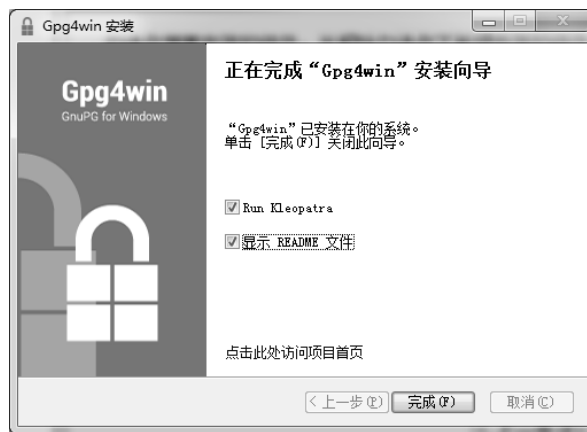 Gpg4win 安装
Gpg4win
GnuPG for Windows
正在完成“Gpg4win”安装向导
“Gpg4win”已安装在你的系统。
单击 [完成(F)] 关闭此向导。
Run Kleopatra
显示 README 文件
点击此处访问项目首页
< 上一步(P)
完成(F)
取消(C)